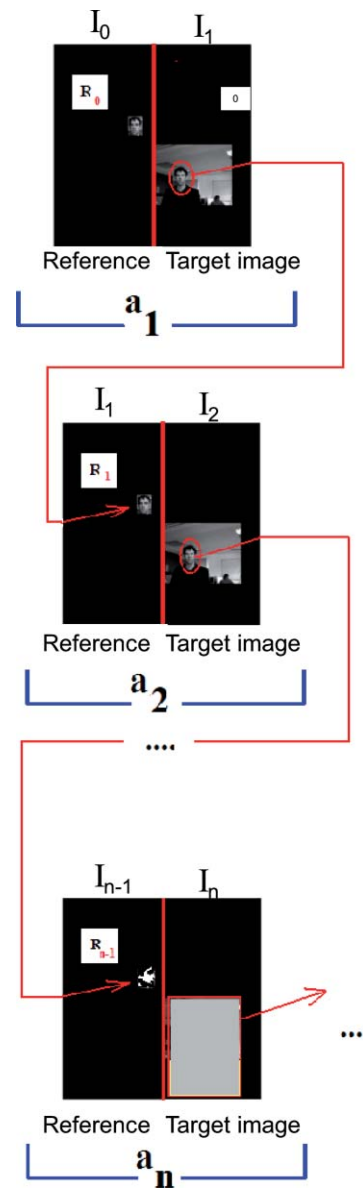 I₀ I₁
R₀ 0
Reference Target image
a₁
I₁ I₂
R₁
Reference Target image
a₂
....
Iₙ₋₁ Iₙ
Rₙ₋₁
...
Reference Target image
aₙ